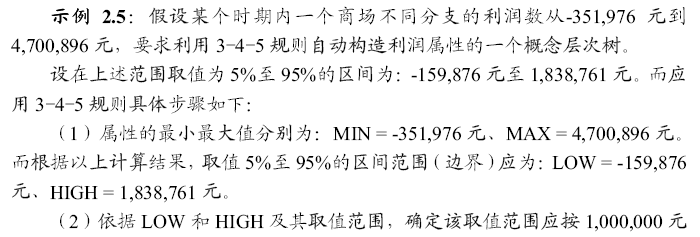 示例 2.5：假设某个时期内一个商场不同分支的利润数从-351,976 元到
4,700,896 元，要求利用 3-4-5 规则自动构造利润属性的一个概念层次树。
设在上述范围取值为 5%至 95%的区间为：-159,876 元至 1,838,761 元。而应
用 3-4-5 规则具体步骤如下：
（1）属性的最小最大值分别为：MIN = -351,976 元、MAX = 4,700,896 元。
而根据以上计算结果，取值 5%至 95%的区间范围（边界）应为：LOW = -159,876
元、HIGH = 1,838,761 元。
（2）依据 LOW 和 HIGH 及其取值范围，确定该取值范围应按 1,000,000 元